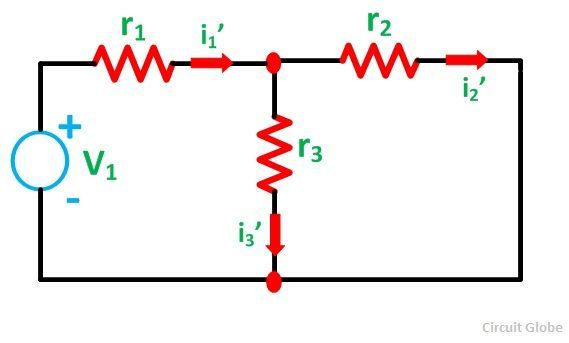 r₁
i₁’
r₂
i₂’
+
V₁
-
r₃
i₃’
Circuit Globe